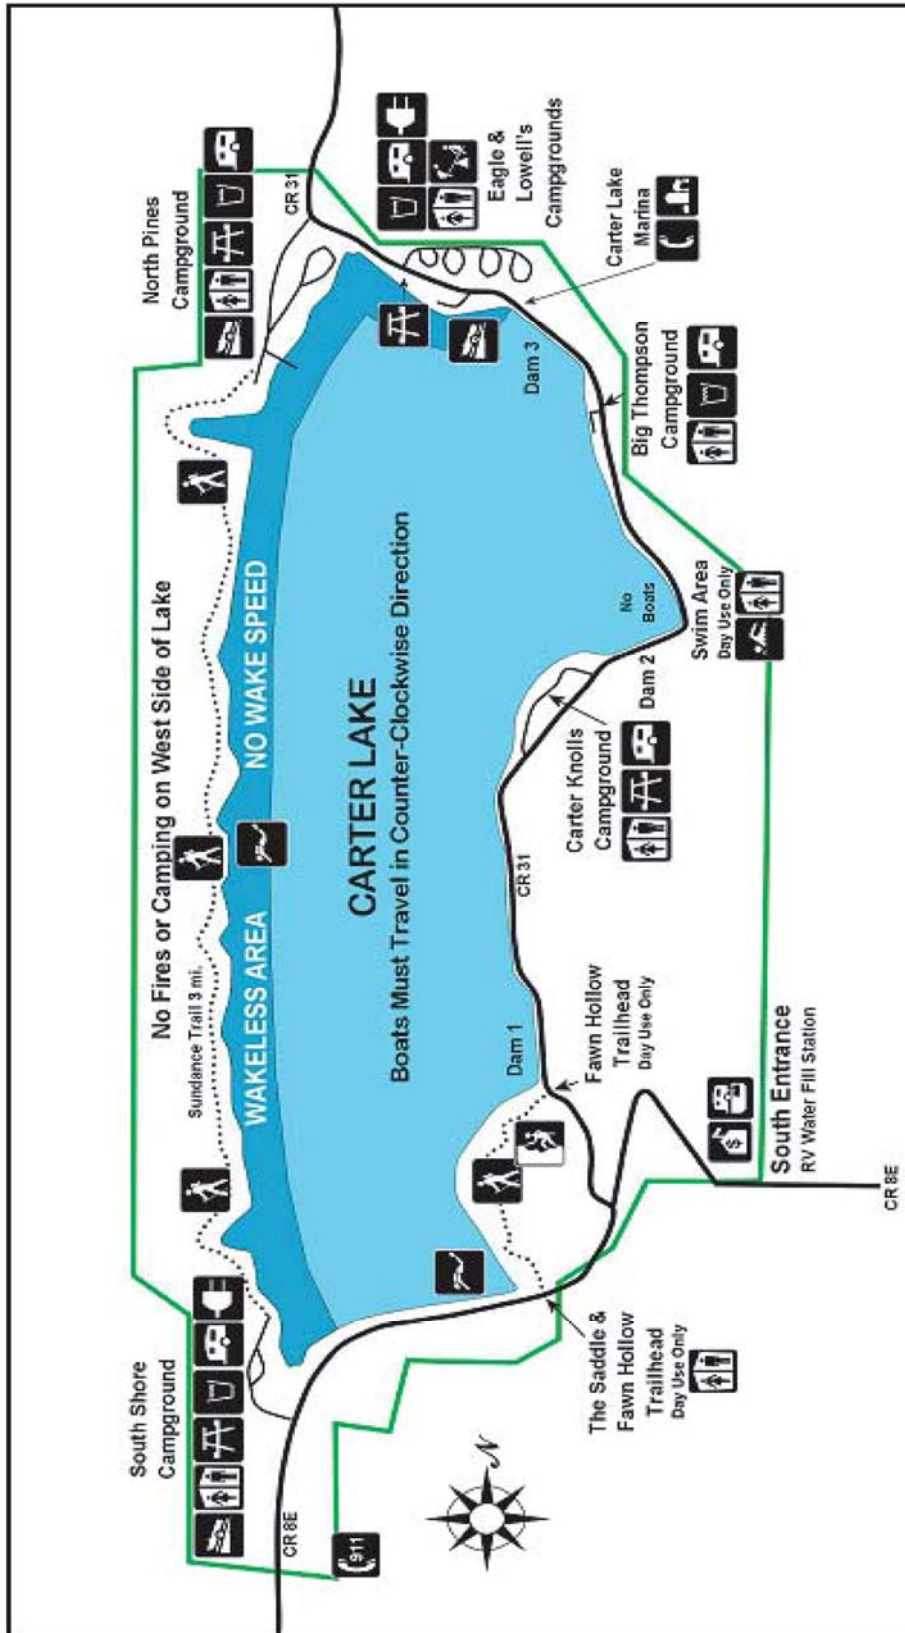 No Fires or Camping on West Side of Lake
Sundance Trail 3 mi.
WAKELESS AREA
NO WAKE SPEED
CARTER LAKE
Boats Must Travel in Counter-Clockwise Direction
South Shore
Campground
North Pines
Campground
CR 31
Eagle &
Lowell's
Campgrounds
Carter Lake
Marina
Dam 3
Big Thompson
Campground
No
Boats
Swim Area
Day Use Only
Dam 2
Carter Knolls
Campground
CR 31
Dam 1
Fawn Hollow
Trailhead
Day Use Only
$
South Entrance
RV Water Fill Station
CR 8E
The Saddle &
Fawn Hollow
Trailhead
Day Use Only
N
CR 8E
911